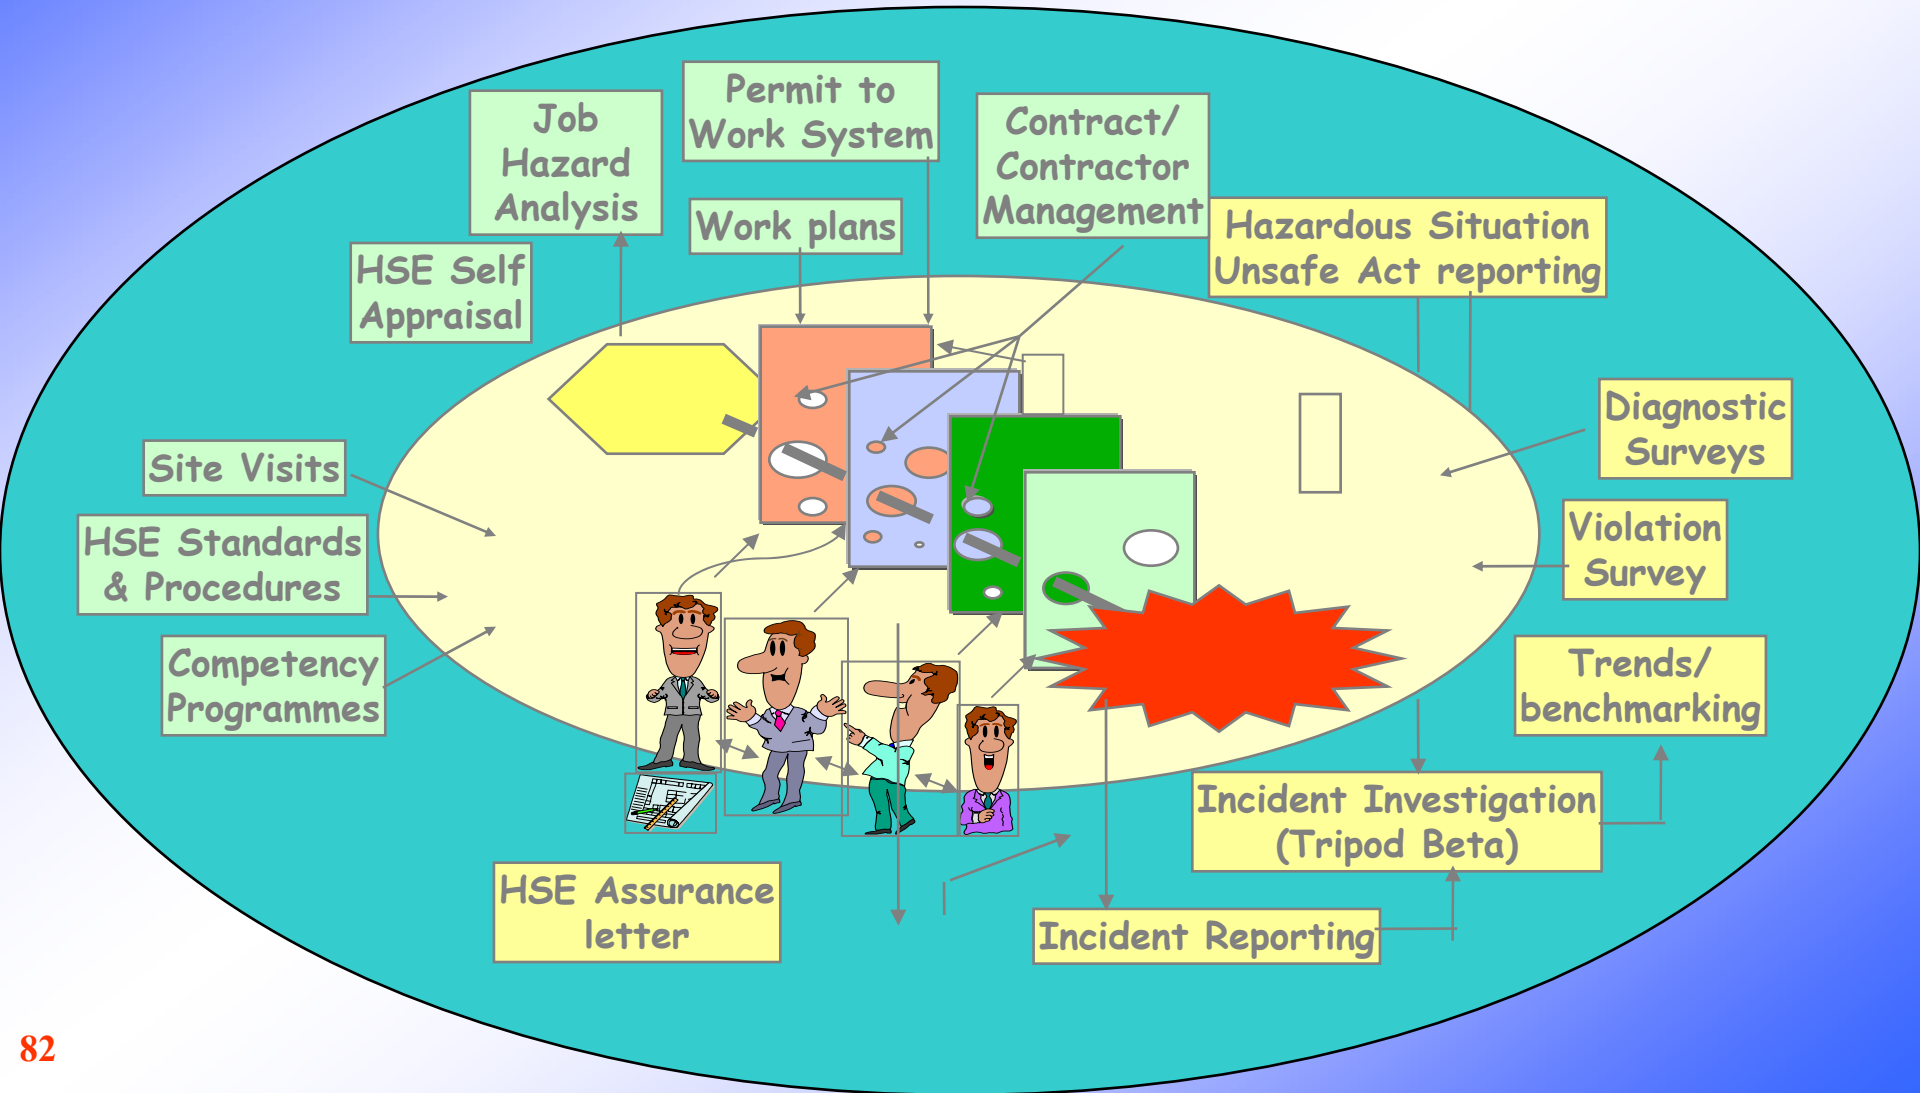 Permit to
Work System
Job
Hazard
Analysis
Contract/
Contractor
Management
Work plans
Hazardous Situation
Unsafe Act reporting
HSE Self
Appraisal
Diagnostic
Surveys
Site Visits
HSE Standards
& Procedures
Violation
Survey
Competency
Programmes
Trends/
benchmarking
Incident Investigation
(Tripod Beta)
HSE Assurance
letter
Incident Reporting
82